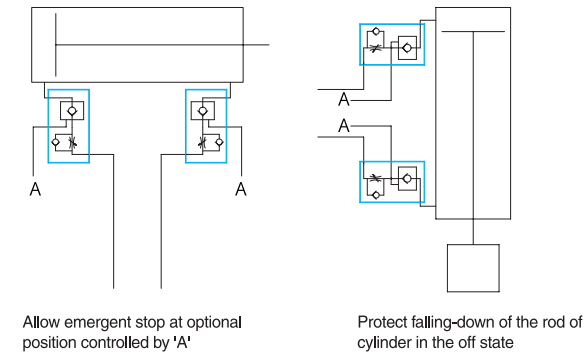 A
A
A
A
Allow emergent stop at optional
position controlled by 'A'
Protect falling-down of the rod of
cylinder in the off state